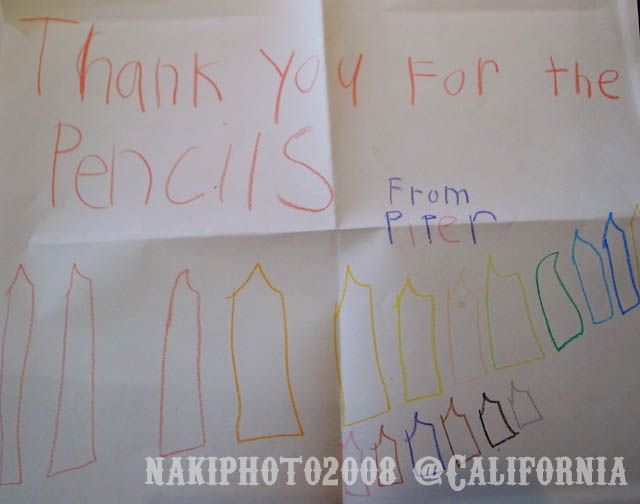 Thank you For the
Pencils
From
Piper
NAKIPHOTO2008 @CALIFORNIA